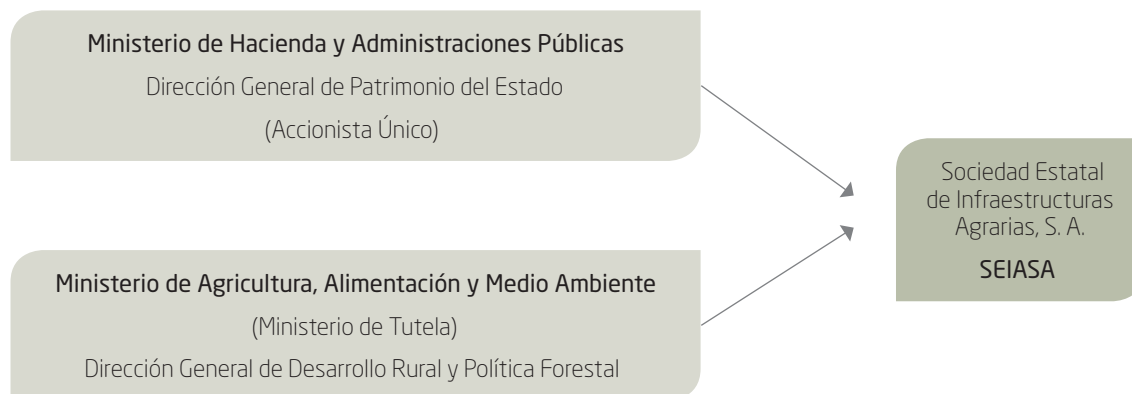 Ministerio de Hacienda y Administraciones Públicas
Dirección General de Patrimonio del Estado
(Accionista Único)
Ministerio de Agricultura, Alimentación y Medio Ambiente
(Ministerio de Tutela)
Dirección General de Desarrollo Rural y Política Forestal
Sociedad Estatal
de Infraestructuras
Agrarias, S. A.
SEIASA